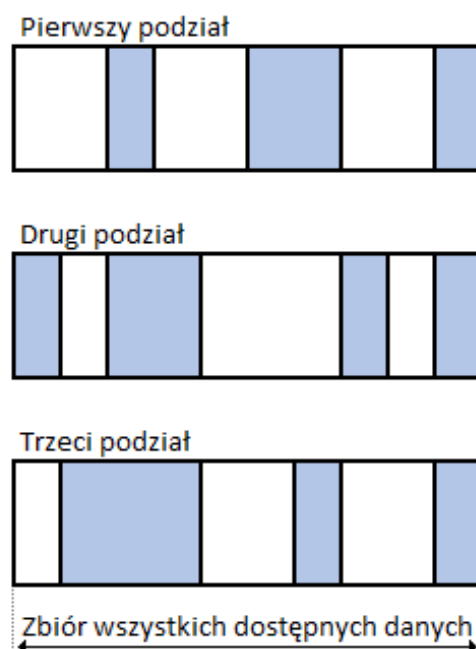 Pierwszy podział
Drugi podział
Trzeci podział
Zbiór wszystkich dostępnych danych